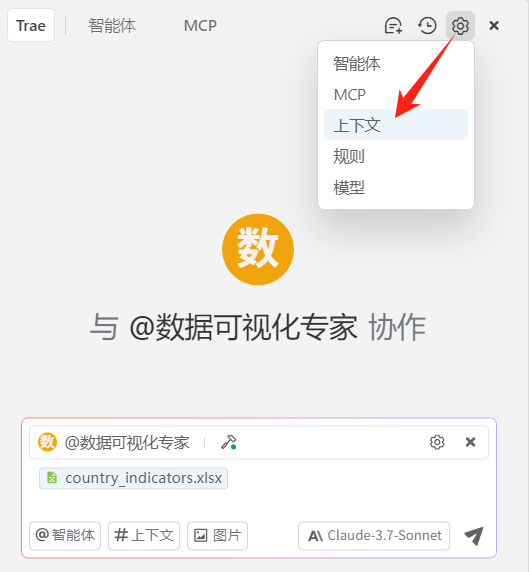 Trae 智能体 MCP
智能体
MCP
上下文
规则
模型
数
与 @数据可视化专家 协作
数 @数据可视化专家
country_indicators.xlsx
@智能体 #上下文 图片 Claude-3.7-Sonnet